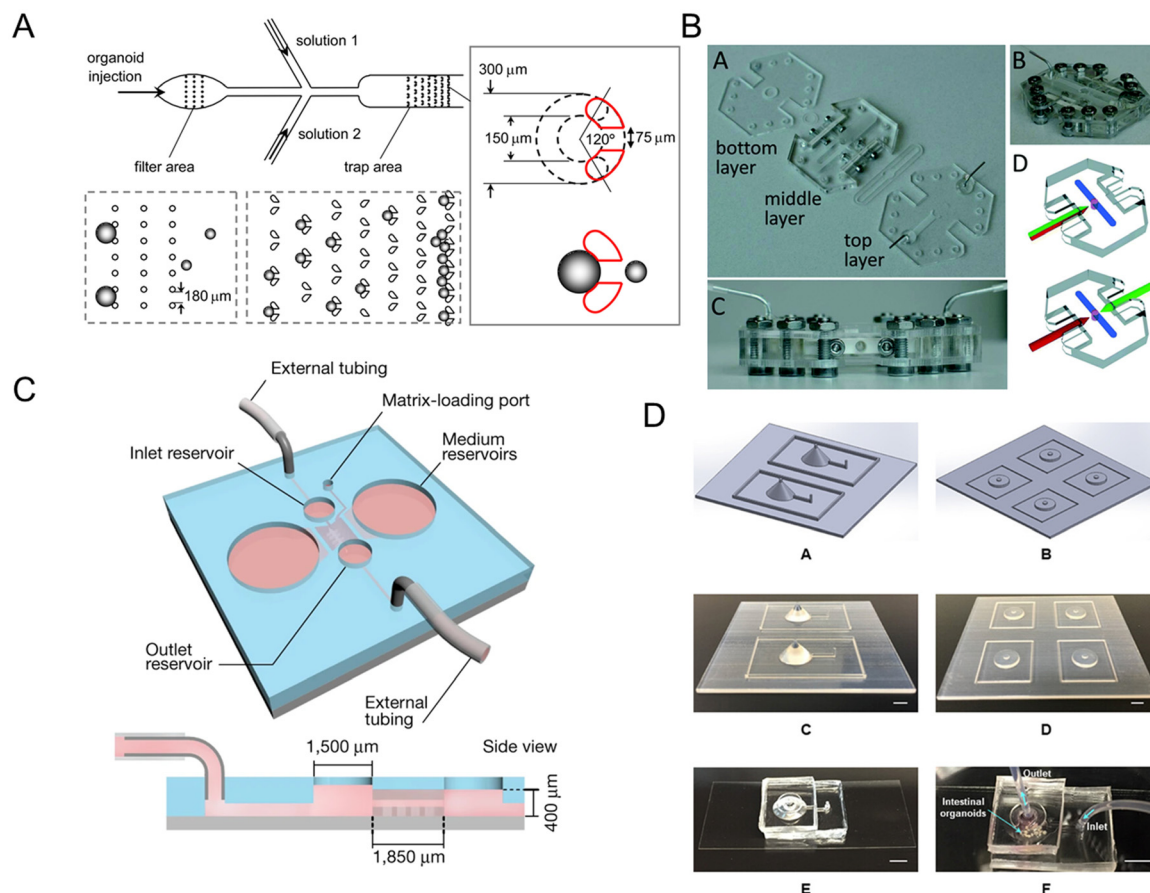 A
organoid
injection
solution 1
solution 2
filter area
trap area
300 μm
150 μm
120°
75 μm
180 μm
B
A
bottom
layer
middle
layer
top
layer
B
C
D
C
External tubing
Matrix-loading port
Inlet reservoir
Medium
reservoirs
Outlet
reservoir
External
tubing
Side view
1,500 μm
400 μm
1,850 μm
D
A
B
C
D
Outlet
Intestinal
organoids
Inlet
E
F